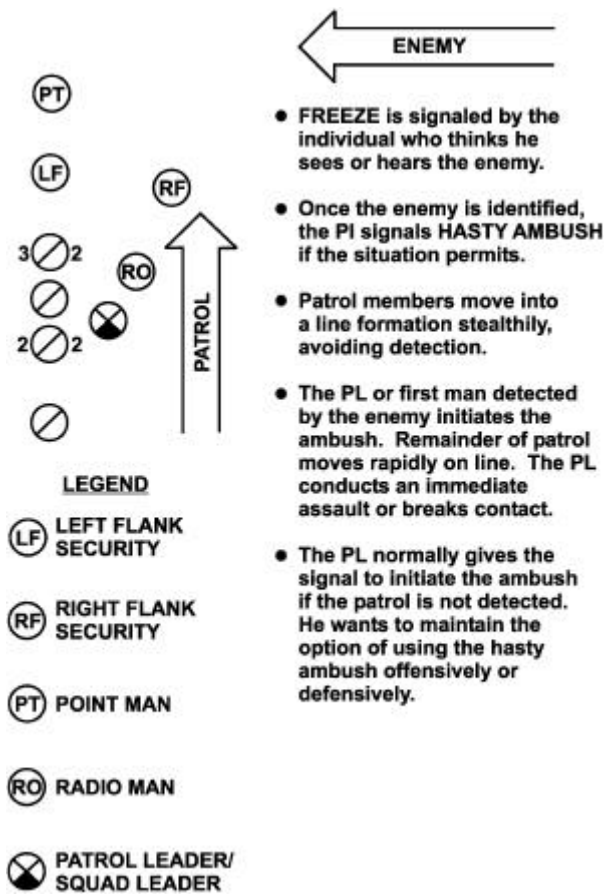 ENEMY
PT
LF
RF
3 2
RO
2 2
PATROL
LEGEND
LF LEFT FLANK
SECURITY
RF RIGHT FLANK
SECURITY
PT POINT MAN
RO RADIO MAN
PATROL LEADER/
SQUAD LEADER
● FREEZE is signaled by the
individual who thinks he
sees or hears the enemy.
● Once the enemy is identified,
the Pl signals HASTY AMBUSH
if the situation permits.
● Patrol members move into
a line formation stealthily,
avoiding detection.
● The PL or first man detected
by the enemy initiates the
ambush. Remainder of patrol
moves rapidly on line. The PL
conducts an immediate
assault or breaks contact.
● The PL normally gives the
signal to initiate the ambush
if the patrol is not detected.
He wants to maintain the
option of using the hasty
ambush offensively or
defensively.